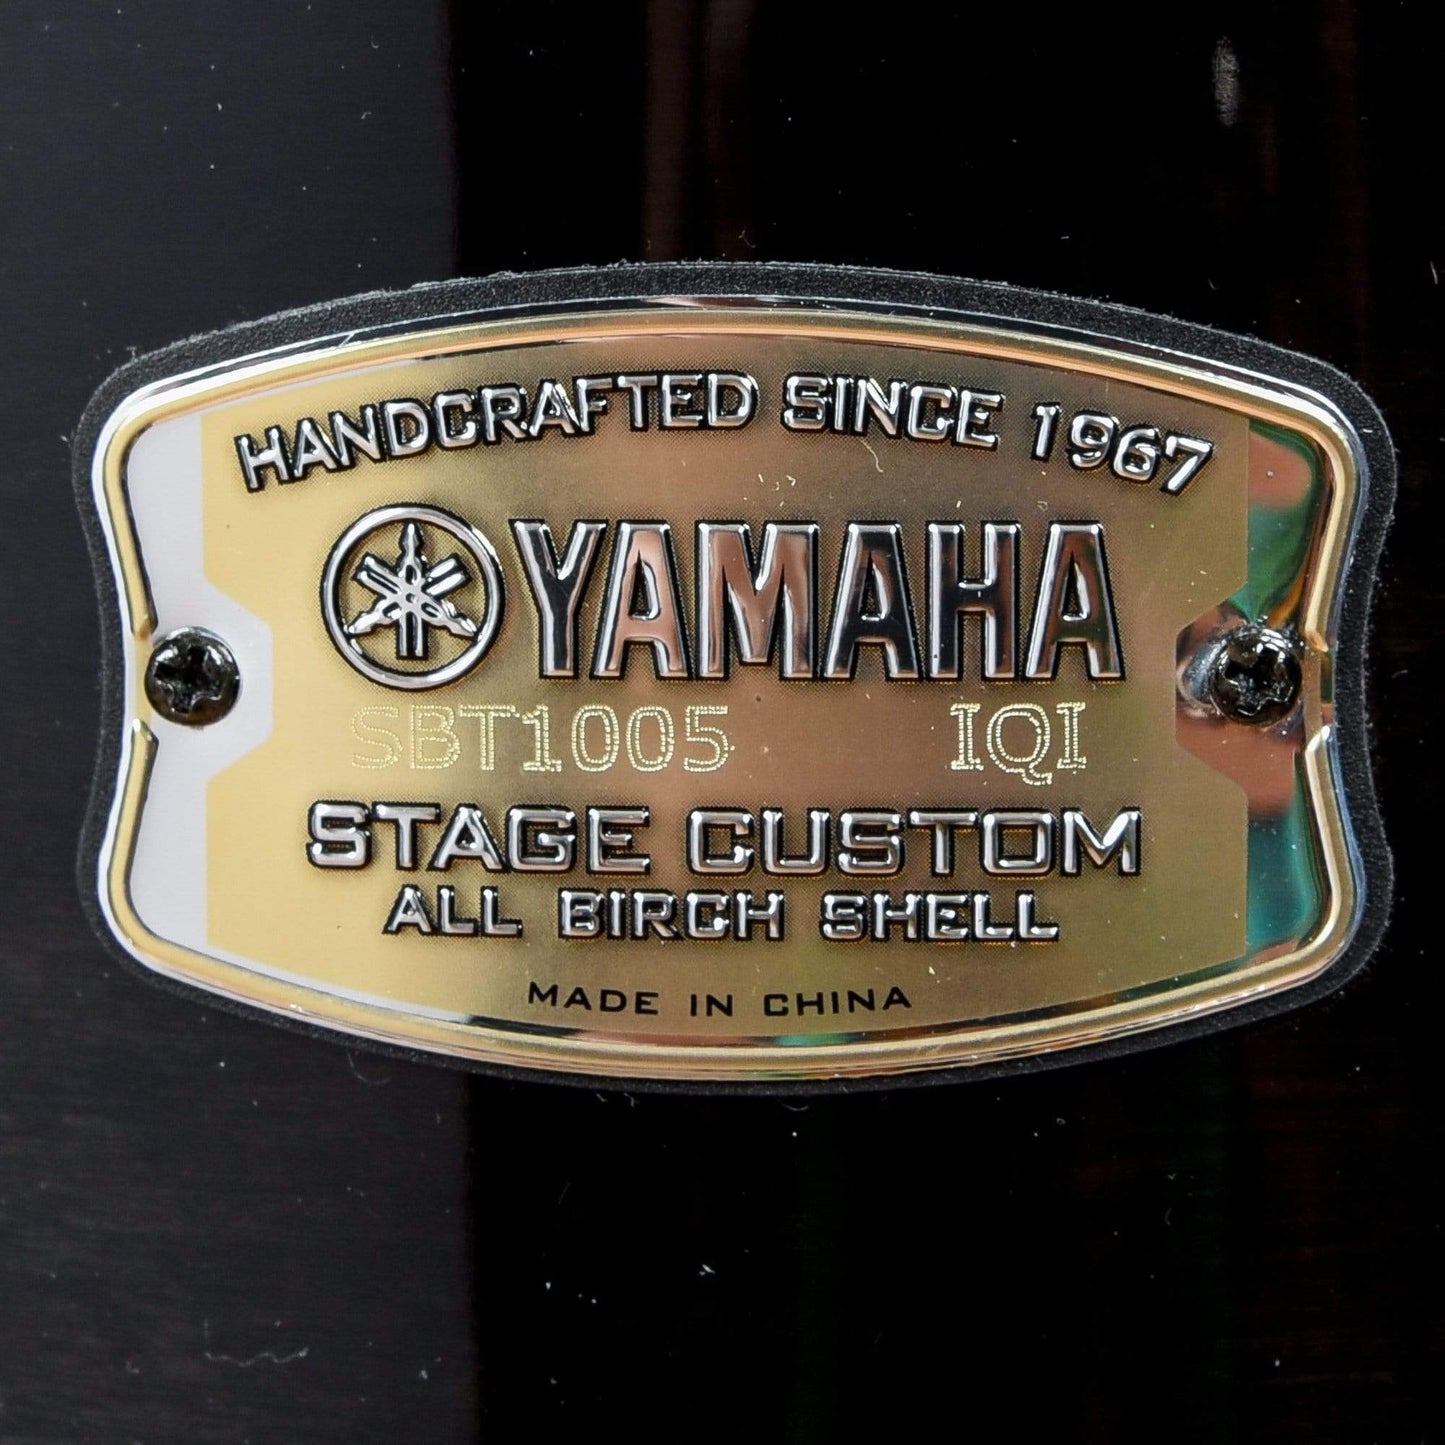 HANDCRAFTED SINCE 1967
YAMAHA
SBT1005 IQI
STAGE CUSTOM
ALL BIRCH SHELL
MADE IN CHINA